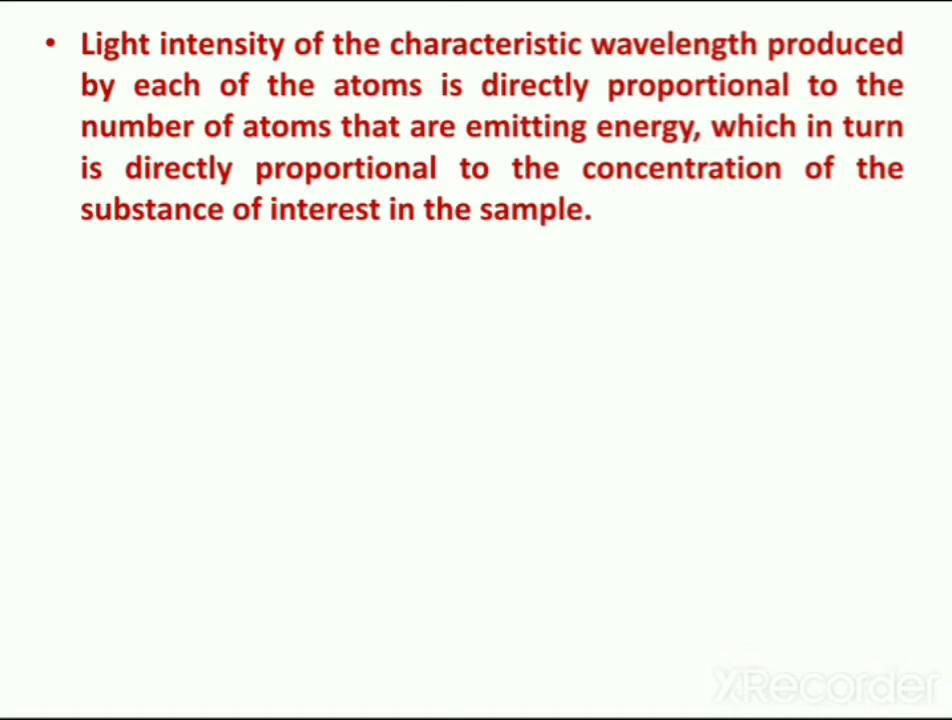 • Light intensity of the characteristic wavelength produced
by each of the atoms is directly proportional to the
number of atoms that are emitting energy, which in turn
is directly proportional to the concentration of the
substance of interest in the sample.
XRecorder